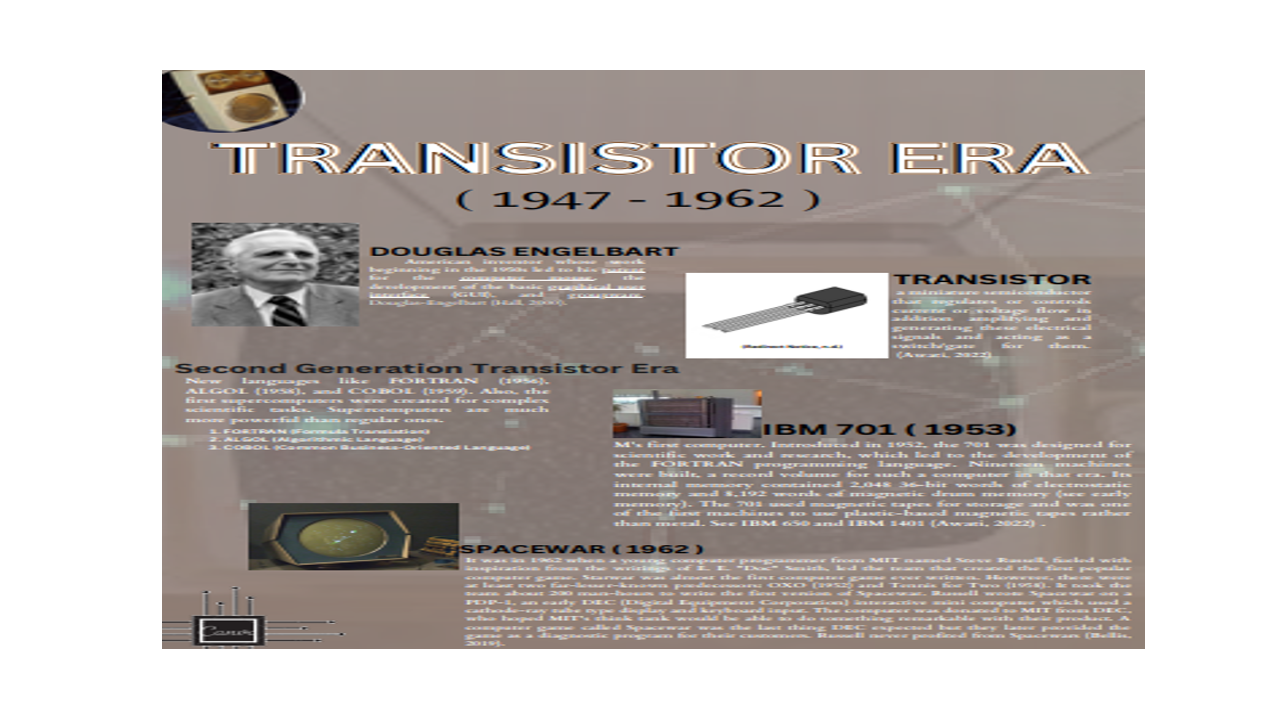 TRANSISTOR ERA
( 1947 - 1962 )
DOUGLAS ENGELBART
American inventor whose work
beginning in the 1950s led to his patent
for the computer mouse, the
development of the basic graphical user
interface (GUI), and groupware.
Douglas Engelbart (Hall, 2000).
TRANSISTOR
a miniature semiconductor
that regulates or controls
current or voltage flow in
addition amplifying and
generating these electrical
signals and acting as a
switch/gate for them.
(Awati, 2022)
(Redirect Notice, n.d.)
Second Generation Transistor Era
New languages like FORTRAN (1956),
ALGOL (1958), and COBOL (1959). Also, the
first supercomputers were created for complex
scientific tasks. Supercomputers are much
more powerful than regular ones.
1. FORTRAN (Formula Translation)
2. ALGOL (Algorithmic Language)
3. COBOL (Common Business-Oriented Language)
IBM 701 ( 1953)
M's first computer. Introduced in 1952, the 701 was designed for
scientific work and research, which led to the development of
the FORTRAN programming language. Nineteen machines
were built, a record volume for such a computer in that era. Its
internal memory contained 2,048 36-bit words of electrostatic
memory and 8,192 words of magnetic drum memory (see early
memory). The 701 used magnetic tapes for storage and was one
of the first machines to use plastic-based magnetic tapes rather
than metal. See IBM 650 and IBM 1401 (Awati, 2022) .
SPACEWAR ( 1962 )
It was in 1962 when a young computer programmer from MIT named Steve Russell, fueled with
inspiration from the writings of E. E. "Doc" Smith, led the team that created the first popular
computer game. Starwar was almost the first computer game ever written. However, there were
at least two far-lesser-known predecessors: OXO (1952) and Tennis for Two (1958). It took the
team about 200 man-hours to write the first version of Spacewar. Russell wrote Spacewar on a
PDP-1, an early DEC (Digital Equipment Corporation) interactive mini computer which used a
cathode-ray tube type display and keyboard input. The computer was donated to MIT from DEC,
who hoped MIT's think tank would be able to do something remarkable with their product. A
computer game called Spacewar was the last thing DEC expected but they later provided the
game as a diagnostic program for their customers. Russell never profited from Spacewars (Bellis,
2019).
Canva